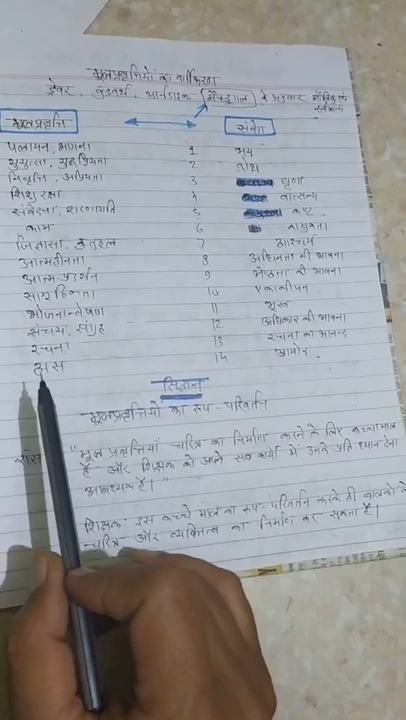 मूलप्रवृत्तियों का वर्गीकरण
ड्रेवर, वुडवर्थ, थार्नडाइक, मैक्डूगल के अनुसार मौलिक एवं
मूलप्रवृत्ति संवेग
पलायन, भागना 1 भय
युयुत्सा, युद्धप्रियता 2 क्रोध
निवृत्ति, अप्रियता 3 घृणा
शिशुरक्षा 4 वात्सल्य
संवेदना, शरणागति 5 कष्ट
काम 6 कामुकता
जिज्ञासा, कुतुहल 7 आश्चर्य
आत्महीनता 8 अधिनता की भावना
आत्म-प्रदर्शन 9 श्रेष्ठता की भावना
सामूहिकता 10 एकाकीपन
भोजनान्वेषण 11 भूख
संचय, संग्रह 12 अधिकार की भावना
रचना 13 रचना का आनन्द
हास 14 आमोद.
सिद्धान्त
मूलप्रवृत्तियों का रूप-परिवर्तन
"मूल प्रवृत्तियाँ चरित्र का निर्माण करने के लिए कच्चामाल
है और शिक्षक को अपने सब कार्यों में उनके प्रति ध्यान देना
आवश्यक है।"
शिक्षक इस कच्चे माल का रूप-परिवर्तन करके ही बालकों के
चरित्र और व्यक्तित्व का निर्माण कर सकता है।